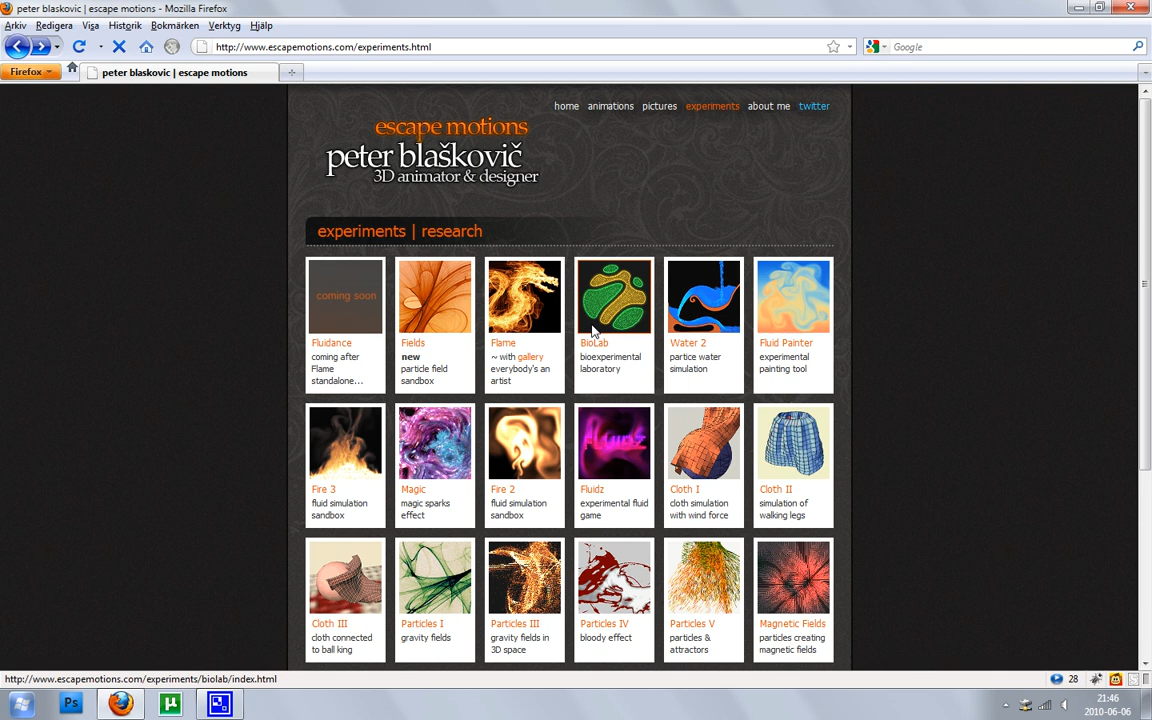 peter blaskovic | escape motions - Mozilla Firefox
Arkiv Redigera Visa Historik Bokmärken Verktyg Hjälp
http://www.escapemotions.com/experiments.html
Google
Firefox
peter blaskovic | escape motions
home animations pictures experiments about me twitter
escape motions
peter blaškovič
3D animator & designer
experiments | research
coming soon
Fluidance
coming after
Flame
standalone...
Fields
new
particle field
sandbox
Flame
~ with gallery
everybody's an
artist
BioLab
bioexperimental
laboratory
Water 2
partice water
simulation
Fluid Painter
experimental
painting tool
Fire 3
fluid simulation
sandbox
Magic
magic sparks
effect
Fire 2
fluid simulation
sandbox
FLUIDZ
Fluidz
experimental fluid
game
Cloth I
cloth simulation
with wind force
Cloth II
simulation of
walking legs
Cloth III
cloth connected
to ball king
Particles I
gravity fields
Particles III
gravity fields in
3D space
Particles IV
bloody effect
Particles V
particles &
attractors
Magnetic Fields
particles creating
magnetic fields
http://www.escapemotions.com/experiments/biolab/index.html
28
Ps
µ
21:46
2010-06-06